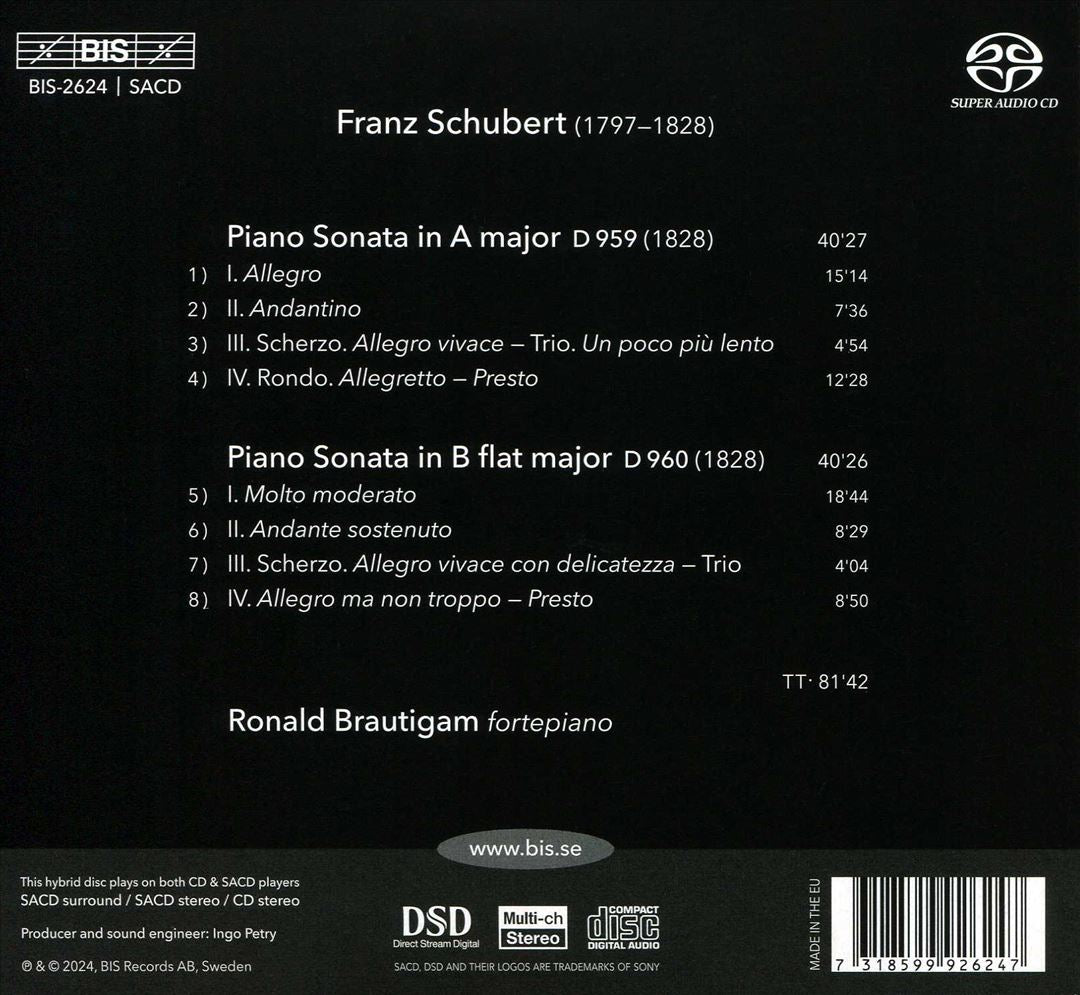 BIS
BIS-2624 | SACD
SUPER AUDIO CD
Franz Schubert (1797–1828)
Piano Sonata in A major D 959 (1828) 40'27
1) I. Allegro 15'14
2) II. Andantino 7'36
3) III. Scherzo. Allegro vivace – Trio. Un poco più lento 4'54
4) IV. Rondo. Allegretto – Presto 12'28
Piano Sonata in B flat major D 960 (1828) 40'26
5) I. Molto moderato 18'44
6) II. Andante sostenuto 8'29
7) III. Scherzo. Allegro vivace con delicatezza – Trio 4'04
8) IV. Allegro ma non troppo – Presto 8'50
TT· 81'42
Ronald Brautigam fortepiano
www.bis.se
This hybrid disc plays on both CD & SACD players
SACD surround / SACD stereo / CD stereo
Producer and sound engineer: Ingo Petry
℗ & © 2024, BIS Records AB, Sweden
DSD
Direct Stream Digital
Multi-ch
Stereo
COMPACT
disc
DIGITAL AUDIO
SACD, DSD AND THEIR LOGOS ARE TRADEMARKS OF SONY
MADE IN THE EU
7 318599 926247